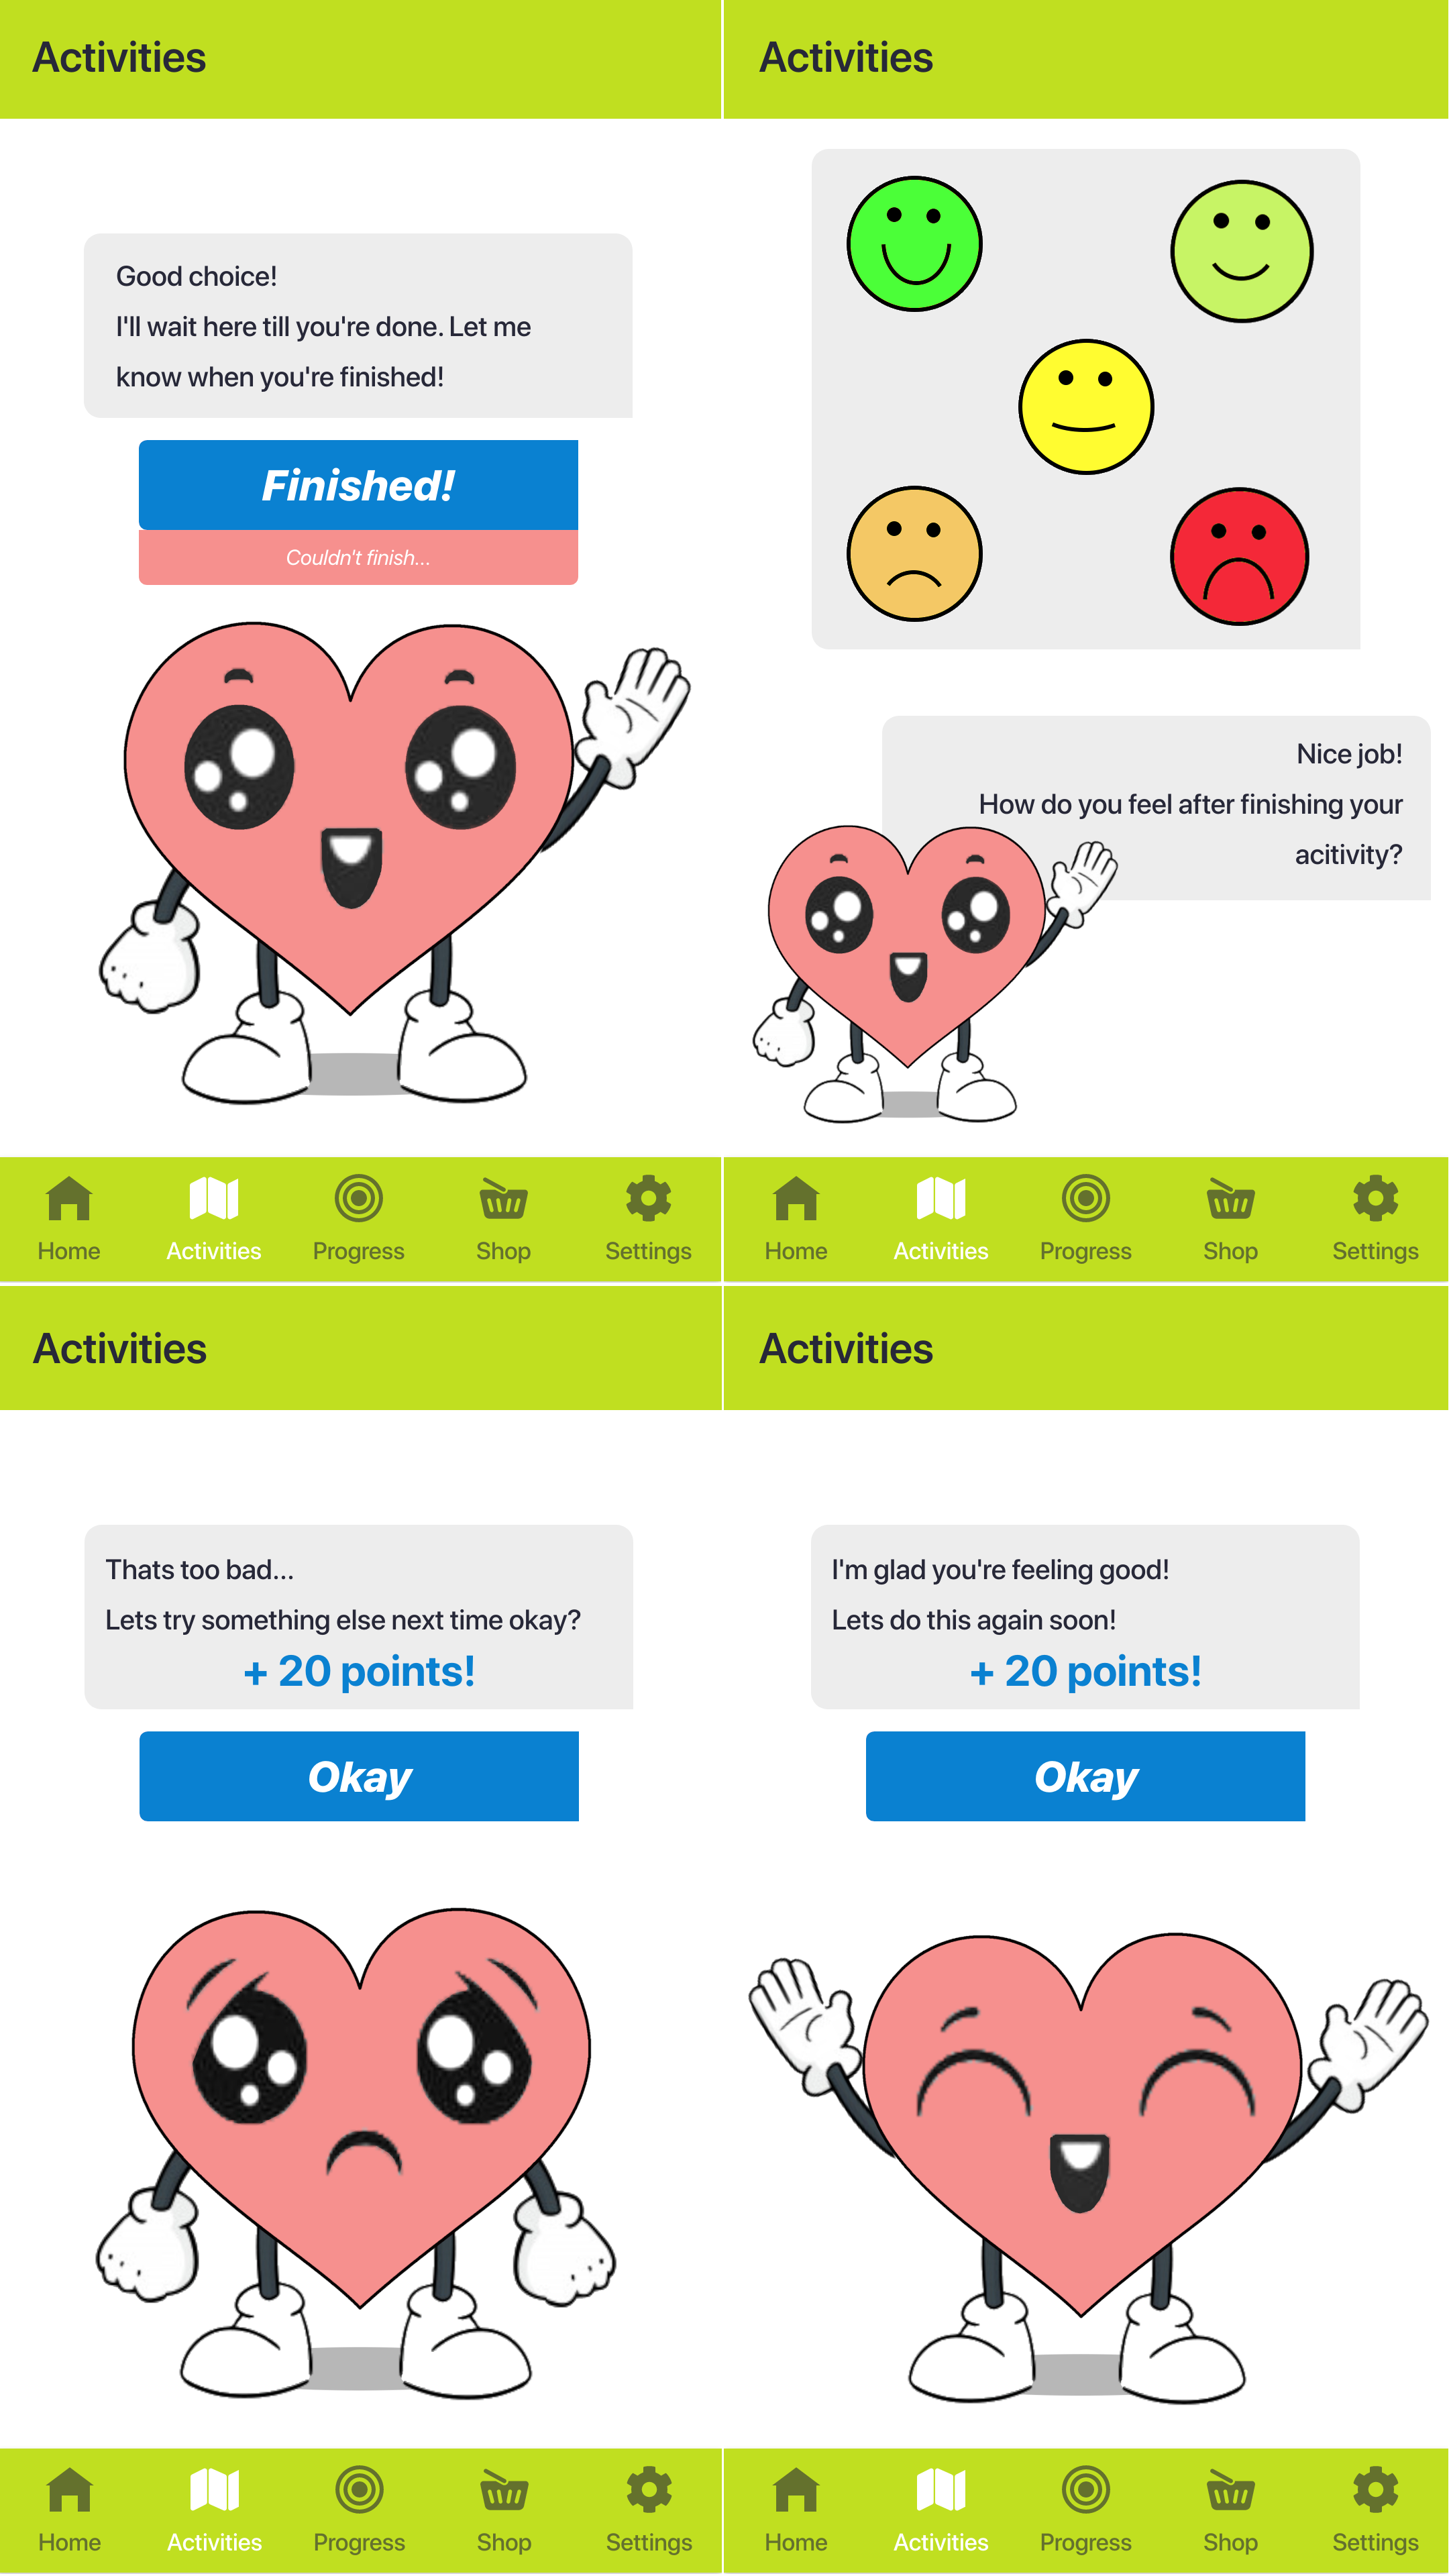 Activities
Good choice!
I'll wait here till you're done. Let me
know when you're finished!
Finished!
Couldn't finish...
Home
Activities
Progress
Shop
Settings
Activities
Nice job!
How do you feel after finishing your
acitivity?
Home
Activities
Progress
Shop
Settings
Activities
Thats too bad...
Lets try something else next time okay?
+ 20 points!
Okay
Home
Activities
Progress
Shop
Settings
Activities
I'm glad you're feeling good!
Lets do this again soon!
+ 20 points!
Okay
Home
Activities
Progress
Shop
Settings